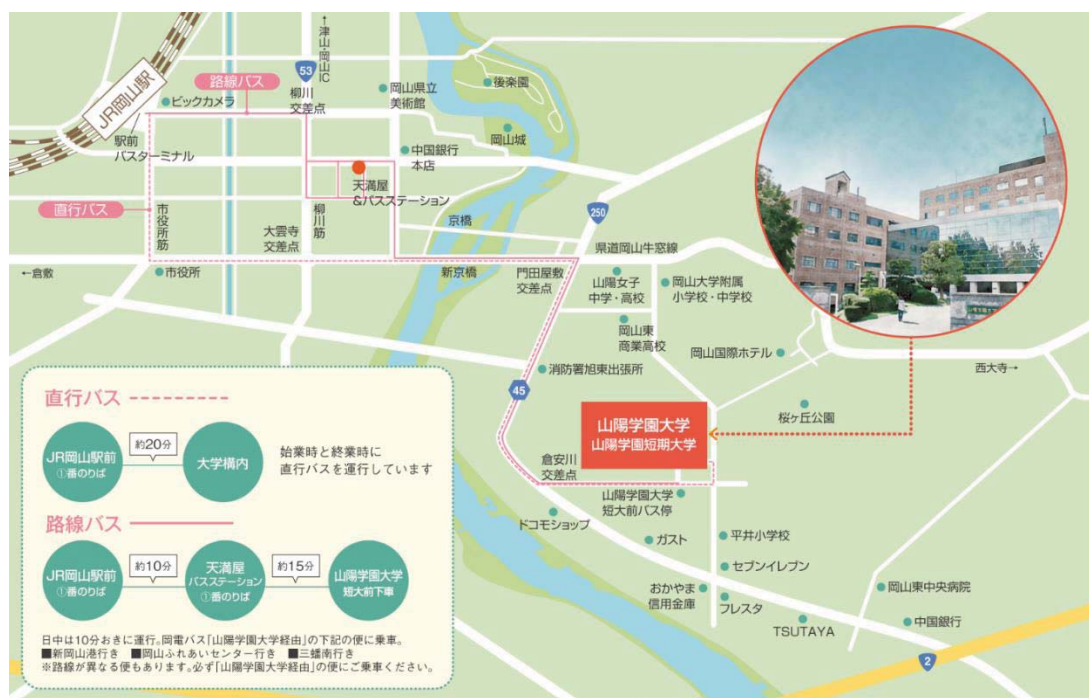 JR岡山駅
路線バス
ビックカメラ
駅前
バスターミナル
直行バス
市役所筋
←倉敷
市役所
↑津山・岡山IC
53
柳川
交差点
岡山県立
美術館
後楽園
岡山城
中国銀行
本店
天満屋
&バスステーション
柳川筋
大雲寺
交差点
京橋
新京橋
250
県道岡山牛窓線
門田屋敷
交差点
山陽女子
中学・高校
岡山大学附属
小学校・中学校
岡山東
商業高校
岡山国際ホテル
西大寺→
消防署旭東出張所
45
桜ヶ丘公園
山陽学園大学
山陽学園短期大学
倉安川
交差点
山陽学園大学
短大前バス停
ドコモショップ
ガスト
平井小学校
セブンイレブン
おかやま
信用金庫
フレスタ
TSUTAYA
岡山東中央病院
中国銀行
2
直行バス
JR岡山駅前
①番のりば
約20分
大学構内
始業時と終業時に
直行バスを運行しています
路線バス
JR岡山駅前
①番のりば
約10分
天満屋
バスステーション
①番のりば
約15分
山陽学園大学
短大前下車
日中は10分おきに運行。岡電バス「山陽学園大学経由」の下記の便に乗車。
■新岡山港行き ■岡山ふれあいセンター行き ■三蟠南行き
※路線が異なる便もあります。必ず「山陽学園大学経由」の便にご乗車ください。